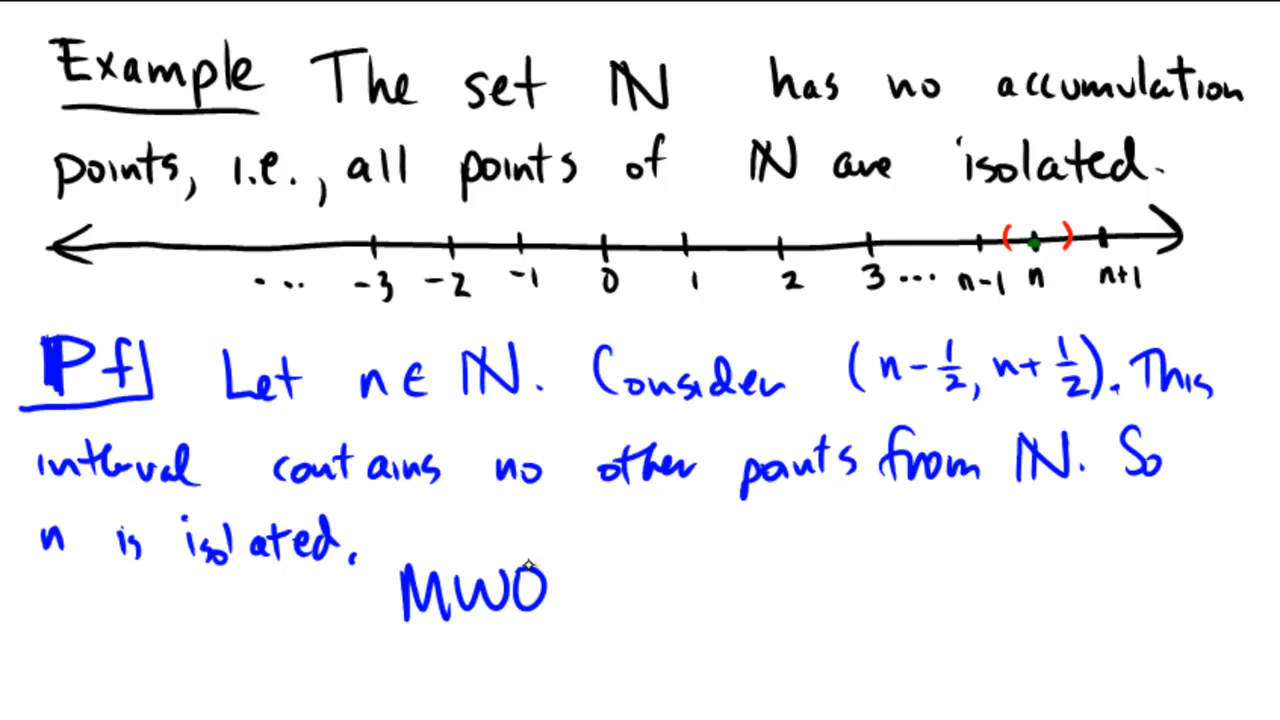 Example The set ℕ has no accumulation
points, i.e., all points of ℕ are isolated.
( )
... -3 -2 -1 0 1 2 3 ... n-1 n n+1
Pf] Let n ∈ ℕ. Consider (n - 1/2, n + 1/2). This
interval contains no other points from ℕ. So
n is isolated.
MWO